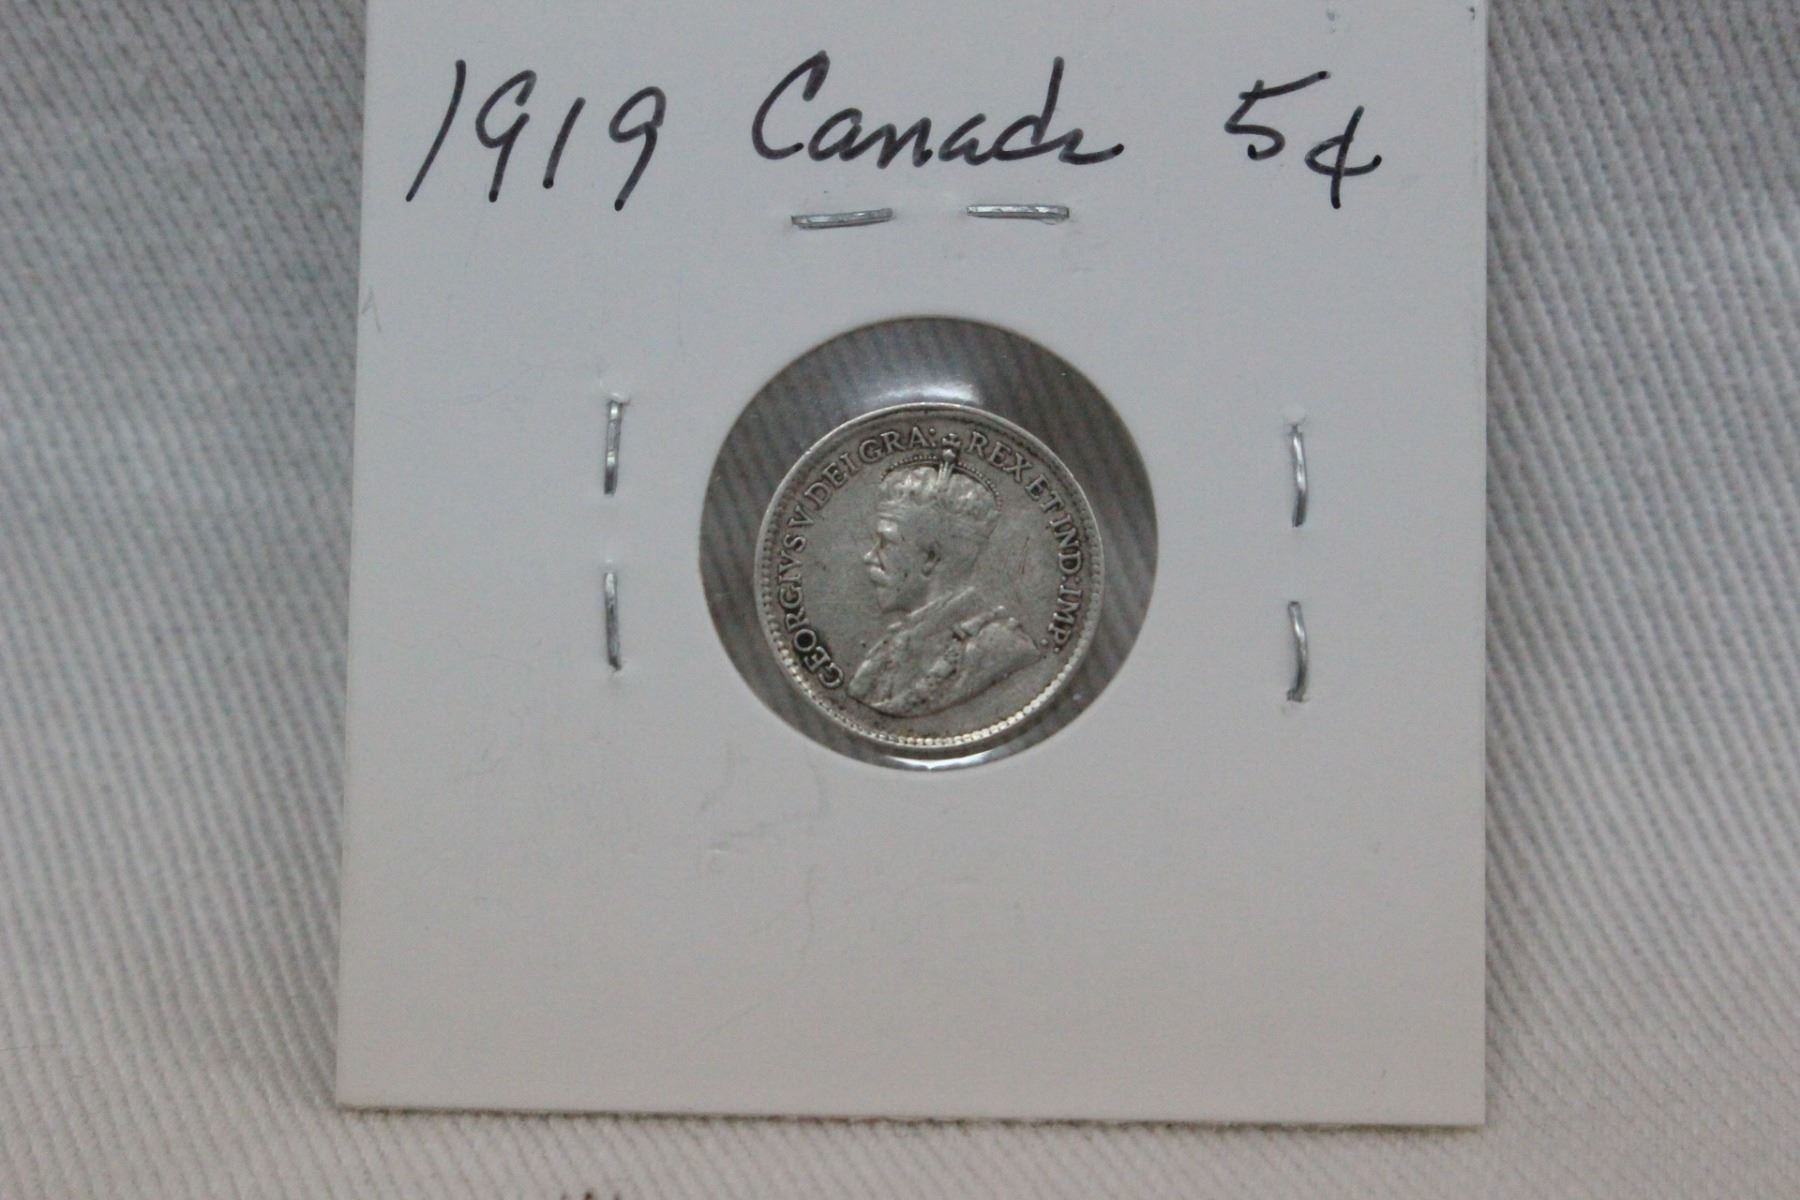 1919 Canada 5¢
GEORGIVS V DEI GRA: REX ET IND: IMP: